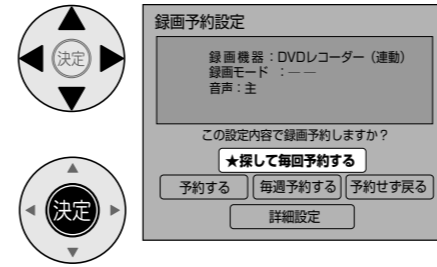 決定
録画予約設定
録画機器：DVDレコーダー（連動）
録画モード ：－－
音声：主
この設定内容で録画予約しますか？
★探して毎回予約する
予約する 毎週予約する 予約せず戻る
詳細設定
決定